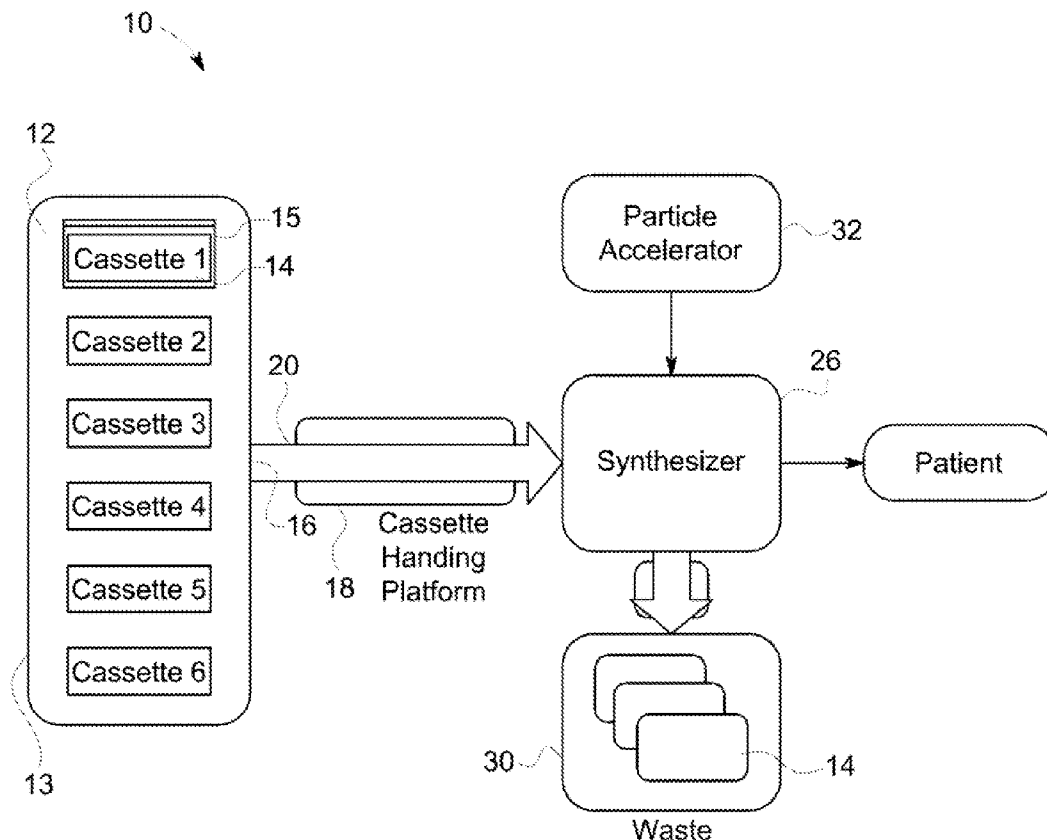 10
12
15
Cassette 1
14
Cassette 2
Cassette 3
Cassette 4
Cassette 5
Cassette 6
13
20
16
18
Cassette
Handing
Platform
Particle
Accelerator
32
26
Synthesizer
Patient
30
14
Waste